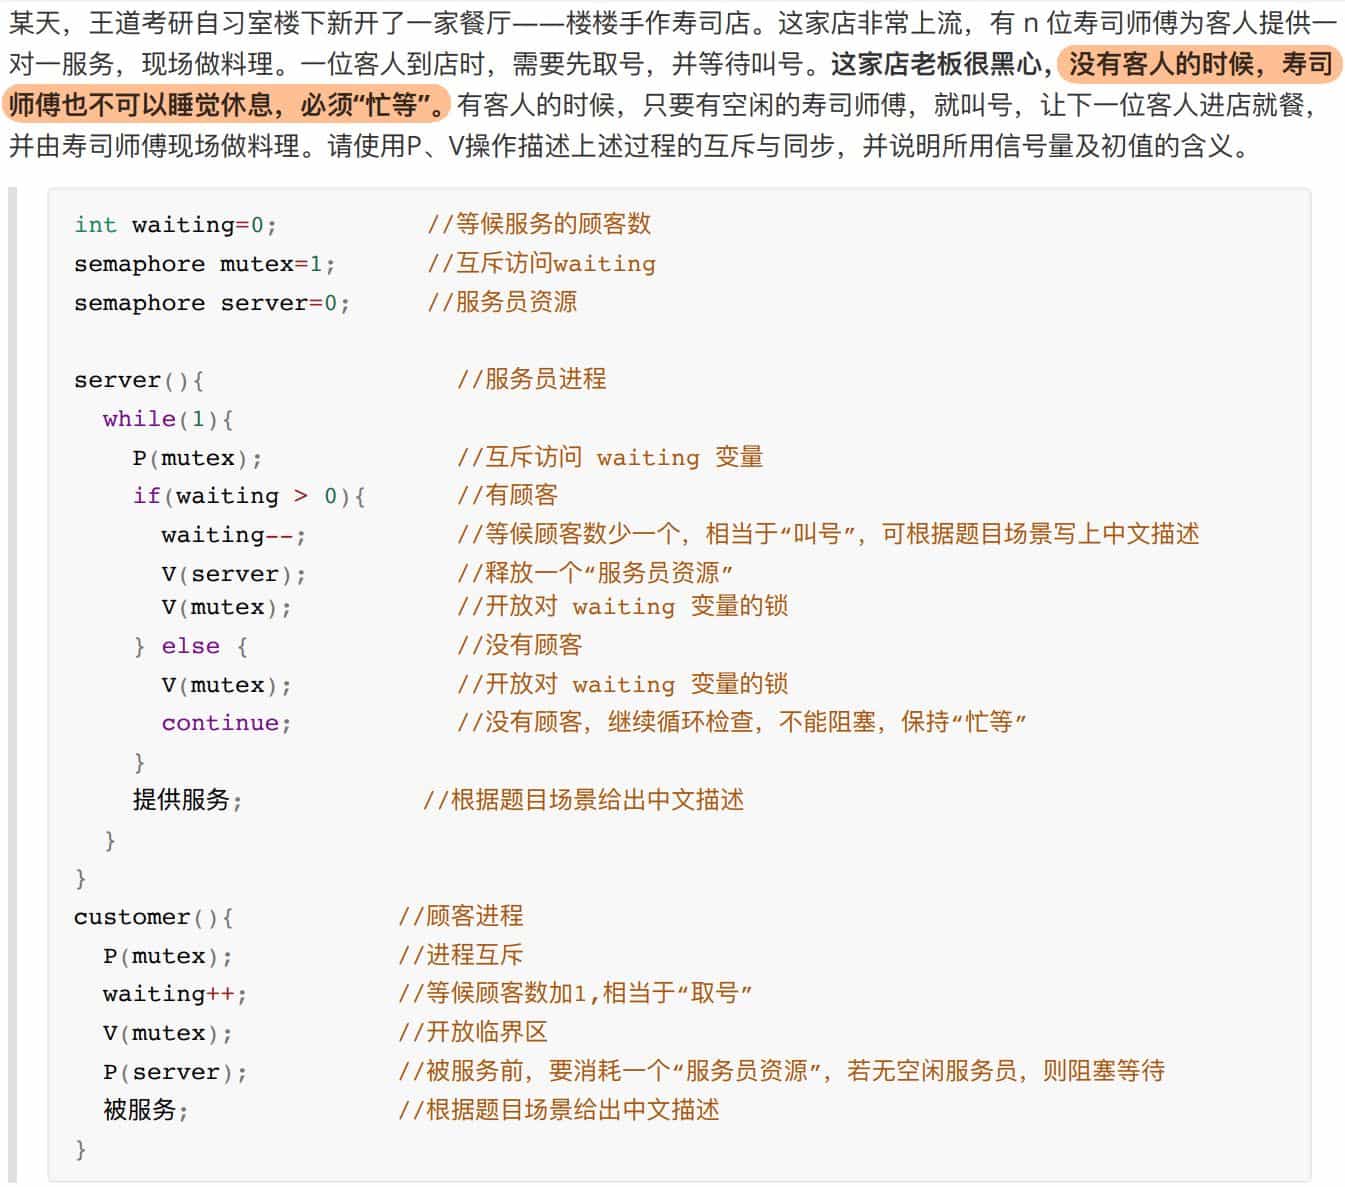 某天，王道考研自习室楼下新开了一家餐厅——楼楼手作寿司店。这家店非常上流，有 n 位寿司师傅为客人提供一
对一服务，现场做料理。一位客人到店时，需要先取号，并等待叫号。这家店老板很黑心，没有客人的时候，寿司
师傅也不可以睡觉休息，必须“忙等”。有客人的时候，只要有空闲的寿司师傅，就叫号，让下一位客人进店就餐，
并由寿司师傅现场做料理。请使用P、V操作描述上述过程的互斥与同步，并说明所用信号量及初值的含义。
int waiting=0; //等候服务的顾客数
semaphore mutex=1; //互斥访问waiting
semaphore server=0; //服务员资源
server(){ //服务员进程
while(1){
P(mutex); //互斥访问 waiting 变量
if(waiting > 0){ //有顾客
waiting--; //等候顾客数少一个，相当于“叫号”，可根据题目场景写上中文描述
V(server); //释放一个“服务员资源”
V(mutex); //开放对 waiting 变量的锁
} else { //没有顾客
V(mutex); //开放对 waiting 变量的锁
continue; //没有顾客，继续循环检查，不能阻塞，保持“忙等”
}
提供服务; //根据题目场景给出中文描述
}
}
customer(){ //顾客进程
P(mutex); //进程互斥
waiting++; //等候顾客数加1,相当于“取号”
V(mutex); //开放临界区
P(server); //被服务前，要消耗一个“服务员资源”，若无空闲服务员，则阻塞等待
被服务; //根据题目场景给出中文描述
}